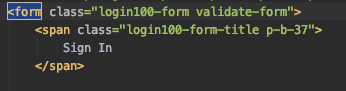 <form class="login100-form validate-form">
<span class="login100-form-title p-b-37">
Sign In
</span>